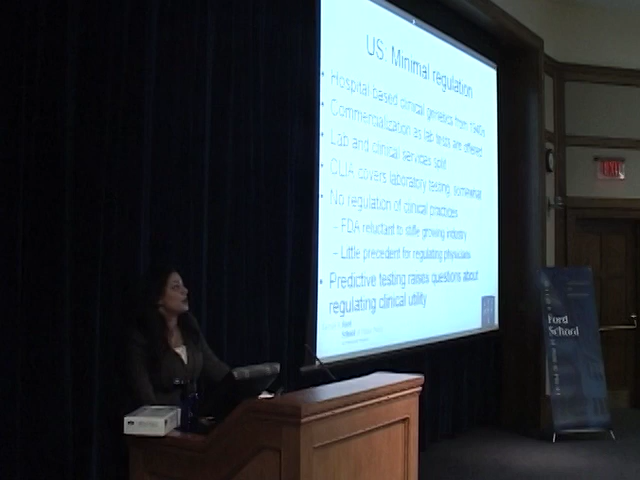 US: Minimal regulation
• Hospital based clinical genetics from 1940s
• Commercialization as lab tests are offered
• Lab and clinical services split
• CLIA covers laboratory testing, somewhat
• No regulation of clinical practices
– FDA reluctant to stifle growing industry
– Little precedent for regulating physicians
• Predictive testing raises questions about
regulating clinical utility
EXIT
Ford
School